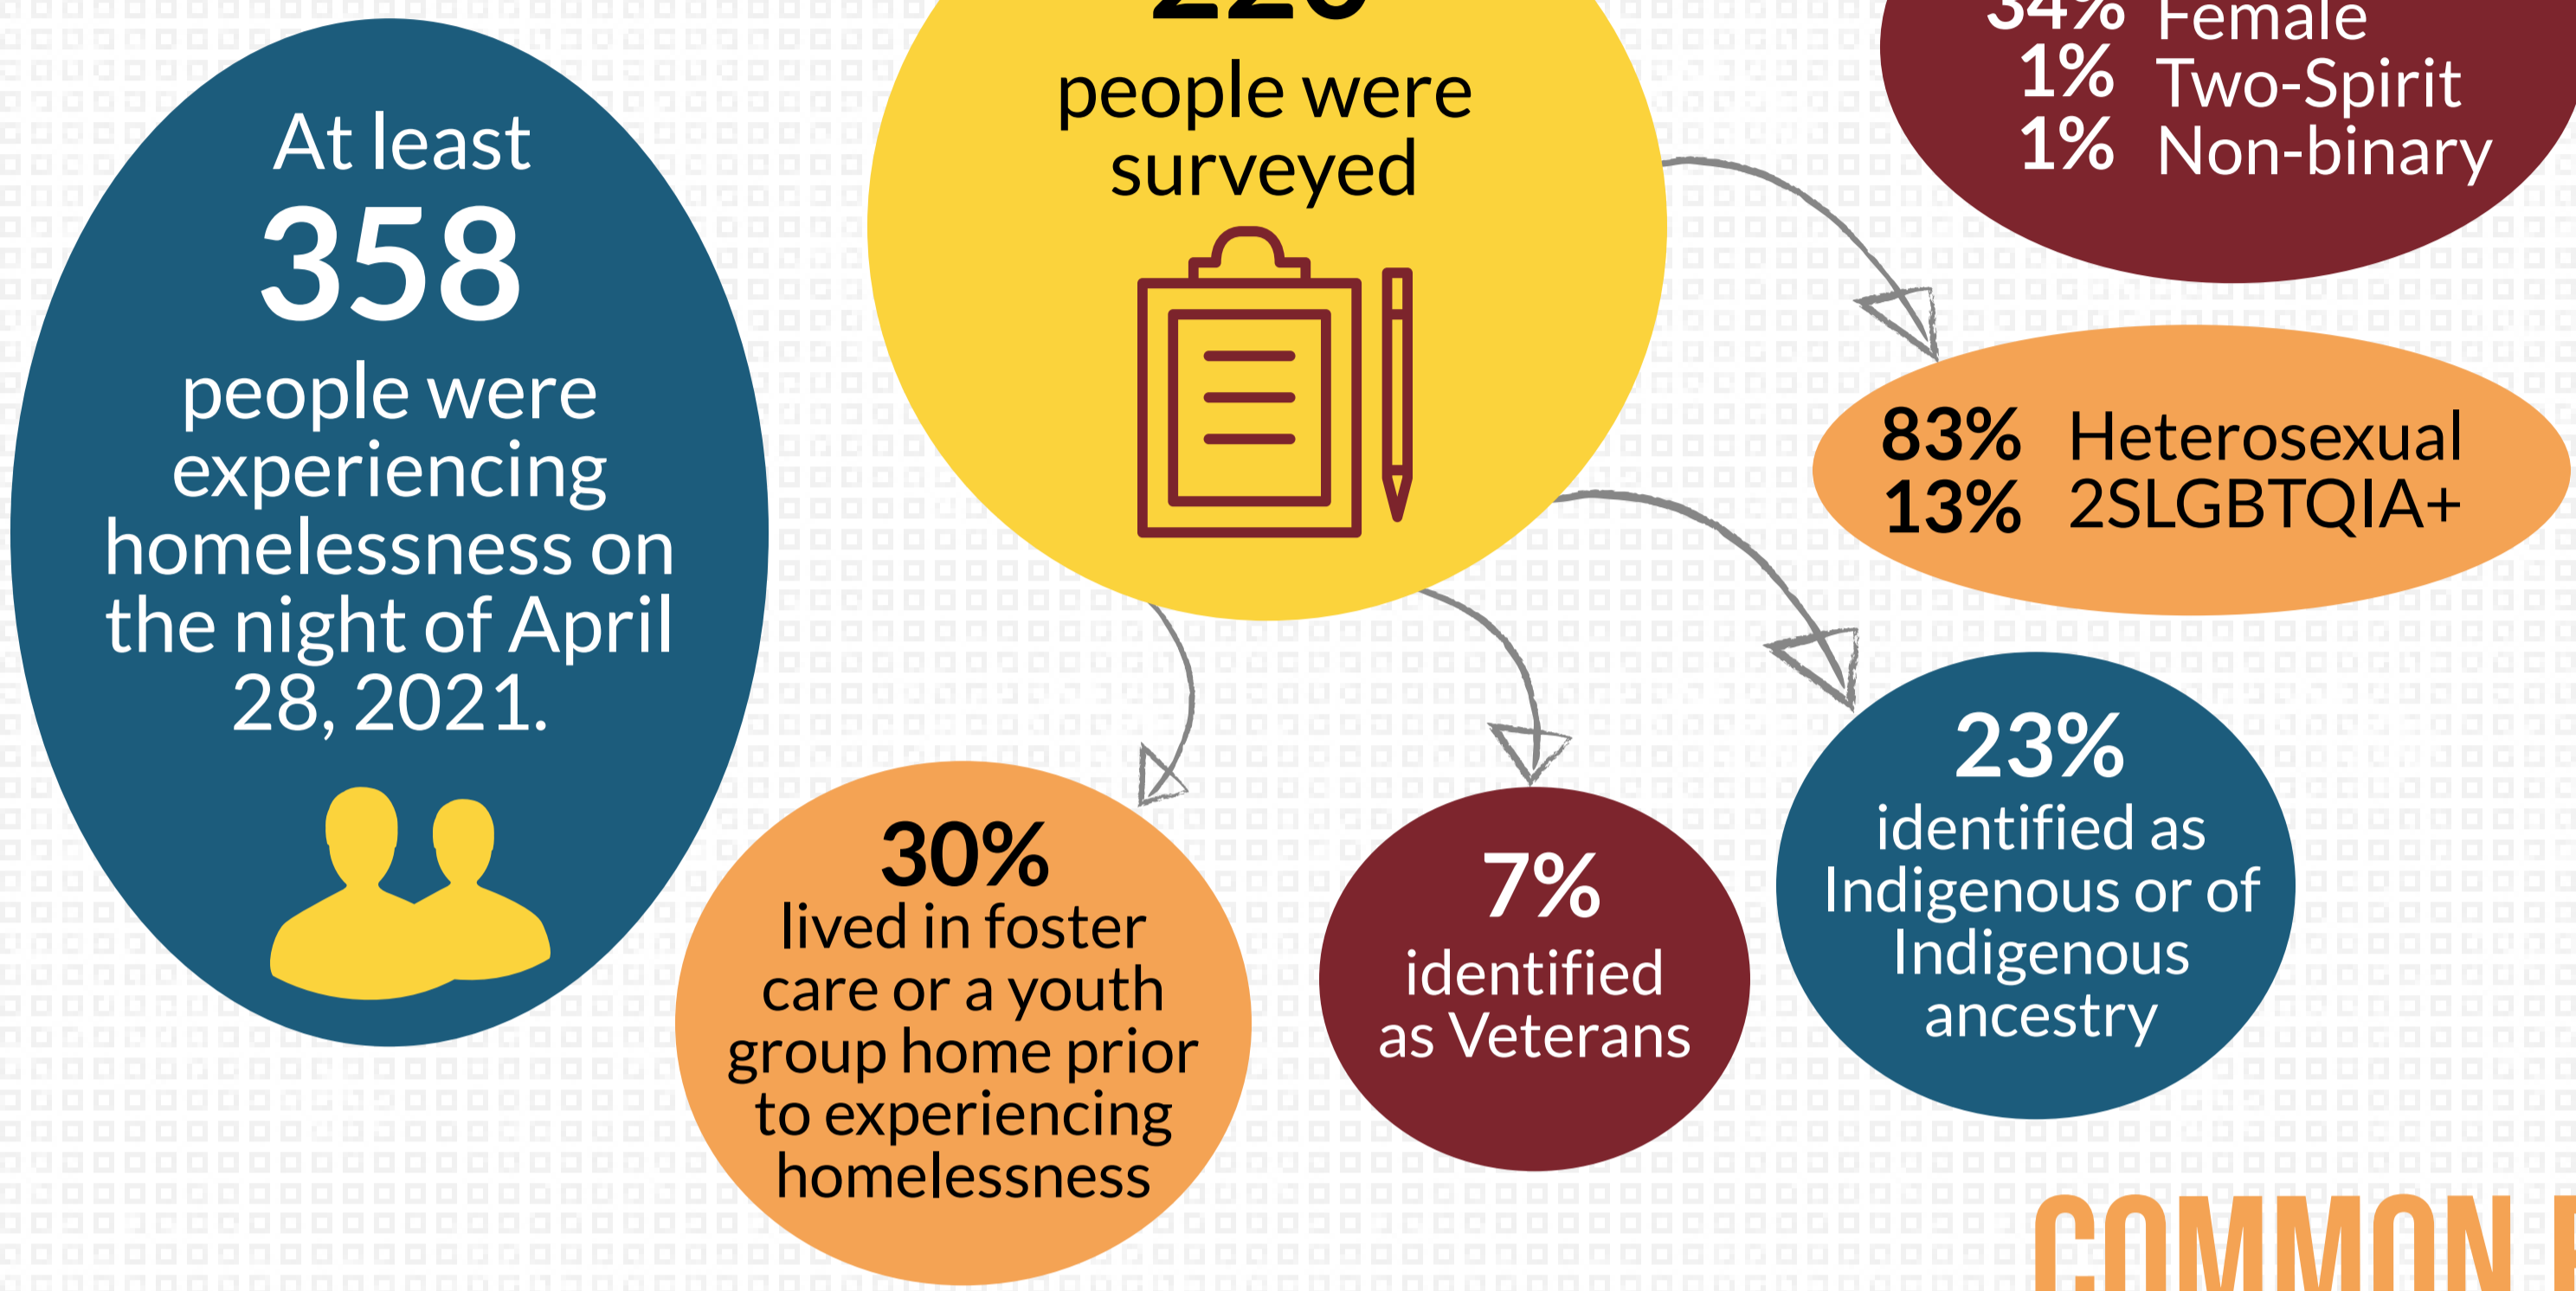 At least
358
people were
experiencing
homelessness on
the night of April
28, 2021.
people were
surveyed
34% Female
1% Two-Spirit
1% Non-binary
83% Heterosexual
13% 2SLGBTQIA+
23%
identified as
Indigenous or of
Indigenous
ancestry
7%
identified
as Veterans
30%
lived in foster
care or a youth
group home prior
to experiencing
homelessness
COMMON